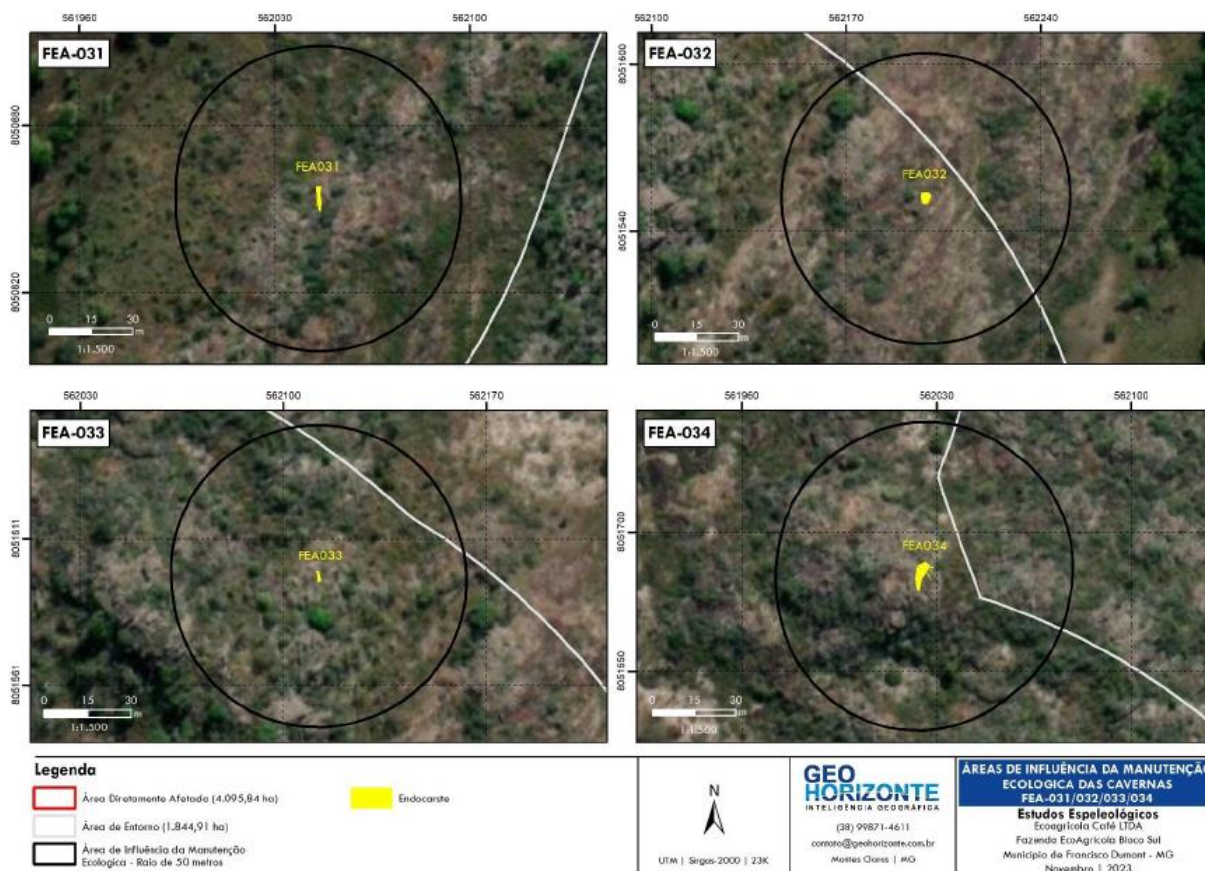 561960 562030 562100
562100 562170 562240
FEA-031
FEA-032
8051600
8050680
FEA031
FEA032
8051540
8050620
0 15 30
m
1:1.500
0 15 30
m
1:1.500
562030 562100 562170
561960 562030 562100
FEA-033
FEA-034
8051611
8051700
FEA033
FEA034
8051561
8051650
0 15 30
m
1:1.500
0 15 30
m
1:1.500
Legenda
Área Diretamente Afetada (4.095,84 ha)
Endocarste
Área de Entorno (1.844,91 ha)
Área de Influência da Manutenção
Ecologica - Raio de 50 metros
N
UTM | Sirgas-2000 | 23K
GEO
HORIZONTE
INTELIGÊNCIA GEOGRÁFICA
(38) 99871-4611
contato@geohorizonte.com.br
Montes Claros | MG
ÁREAS DE INFLUÊNCIA DA MANUTENÇÃO
ECOLOGICA DAS CAVERNAS
FEA-031/032/033/034
Estudos Espeleológicos
Ecoagrícola Café LTDA
Fazenda EcoAgrícola Bloco Sul
Município de Francisco Dumont - MG
Novembro | 2023